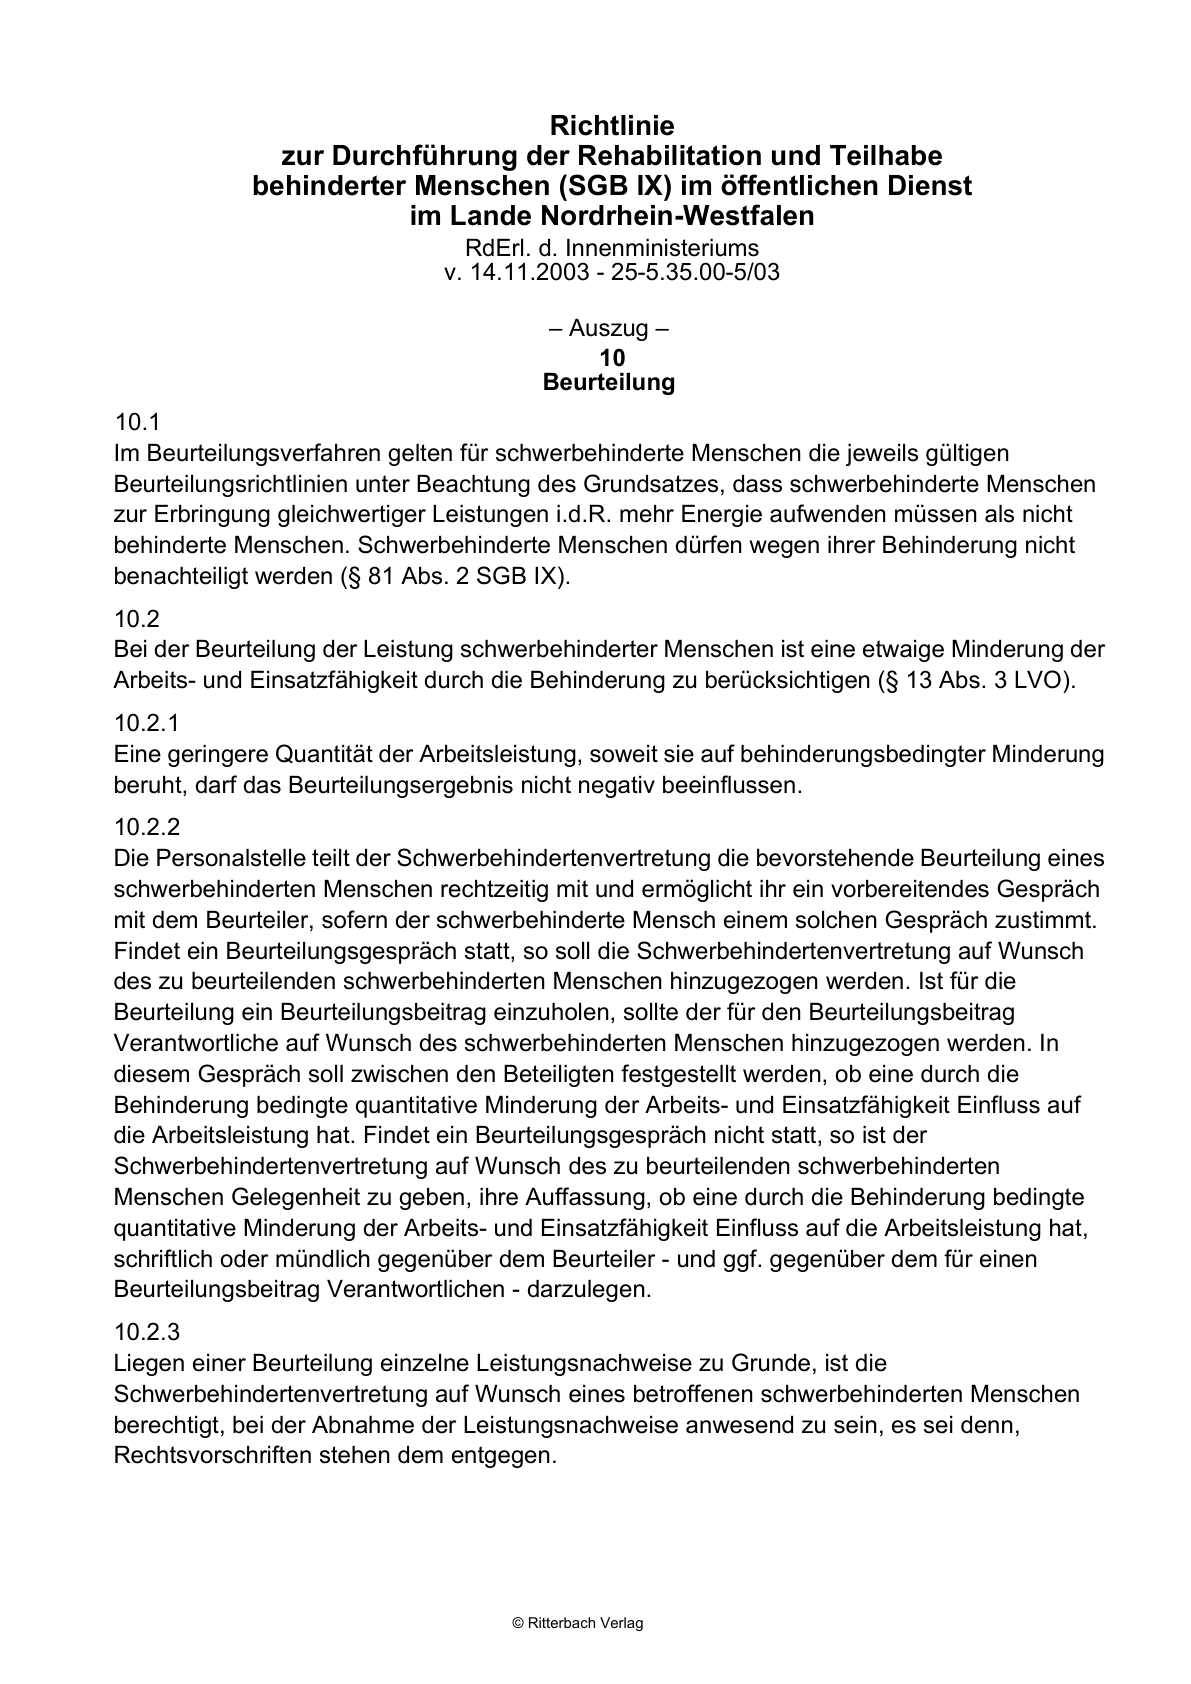 Richtlinie
zur Durchführung der Rehabilitation und Teilhabe
behinderter Menschen (SGB IX) im öffentlichen Dienst
im Lande Nordrhein-Westfalen
RdErl. d. Innenministeriums
v. 14.11.2003 - 25-5.35.00-5/03
– Auszug –
10
Beurteilung
10.1
Im Beurteilungsverfahren gelten für schwerbehinderte Menschen die jeweils gültigen
Beurteilungsrichtlinien unter Beachtung des Grundsatzes, dass schwerbehinderte Menschen
zur Erbringung gleichwertiger Leistungen i.d.R. mehr Energie aufwenden müssen als nicht
behinderte Menschen. Schwerbehinderte Menschen dürfen wegen ihrer Behinderung nicht
benachteiligt werden (§ 81 Abs. 2 SGB IX).
10.2
Bei der Beurteilung der Leistung schwerbehinderter Menschen ist eine etwaige Minderung der
Arbeits- und Einsatzfähigkeit durch die Behinderung zu berücksichtigen (§ 13 Abs. 3 LVO).
10.2.1
Eine geringere Quantität der Arbeitsleistung, soweit sie auf behinderungsbedingter Minderung
beruht, darf das Beurteilungsergebnis nicht negativ beeinflussen.
10.2.2
Die Personalstelle teilt der Schwerbehindertenvertretung die bevorstehende Beurteilung eines
schwerbehinderten Menschen rechtzeitig mit und ermöglicht ihr ein vorbereitendes Gespräch
mit dem Beurteiler, sofern der schwerbehinderte Mensch einem solchen Gespräch zustimmt.
Findet ein Beurteilungsgespräch statt, so soll die Schwerbehindertenvertretung auf Wunsch
des zu beurteilenden schwerbehinderten Menschen hinzugezogen werden. Ist für die
Beurteilung ein Beurteilungsbeitrag einzuholen, sollte der für den Beurteilungsbeitrag
Verantwortliche auf Wunsch des schwerbehinderten Menschen hinzugezogen werden. In
diesem Gespräch soll zwischen den Beteiligten festgestellt werden, ob eine durch die
Behinderung bedingte quantitative Minderung der Arbeits- und Einsatzfähigkeit Einfluss auf
die Arbeitsleistung hat. Findet ein Beurteilungsgespräch nicht statt, so ist der
Schwerbehindertenvertretung auf Wunsch des zu beurteilenden schwerbehinderten
Menschen Gelegenheit zu geben, ihre Auffassung, ob eine durch die Behinderung bedingte
quantitative Minderung der Arbeits- und Einsatzfähigkeit Einfluss auf die Arbeitsleistung hat,
schriftlich oder mündlich gegenüber dem Beurteiler - und ggf. gegenüber dem für einen
Beurteilungsbeitrag Verantwortlichen - darzulegen.
10.2.3
Liegen einer Beurteilung einzelne Leistungsnachweise zu Grunde, ist die
Schwerbehindertenvertretung auf Wunsch eines betroffenen schwerbehinderten Menschen
berechtigt, bei der Abnahme der Leistungsnachweise anwesend zu sein, es sei denn,
Rechtsvorschriften stehen dem entgegen.
© Ritterbach Verlag